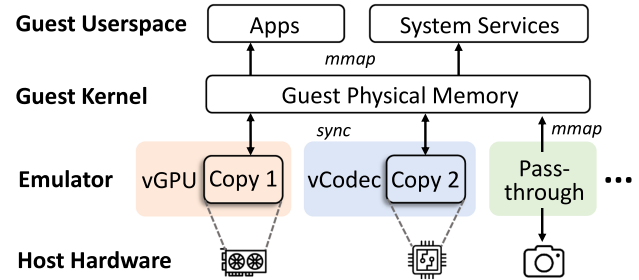 Guest Userspace
Apps
System Services
mmap
Guest Kernel
Guest Physical Memory
sync
mmap
Emulator
vGPU
Copy 1
vCodec
Copy 2
Pass-
through
...
Host Hardware